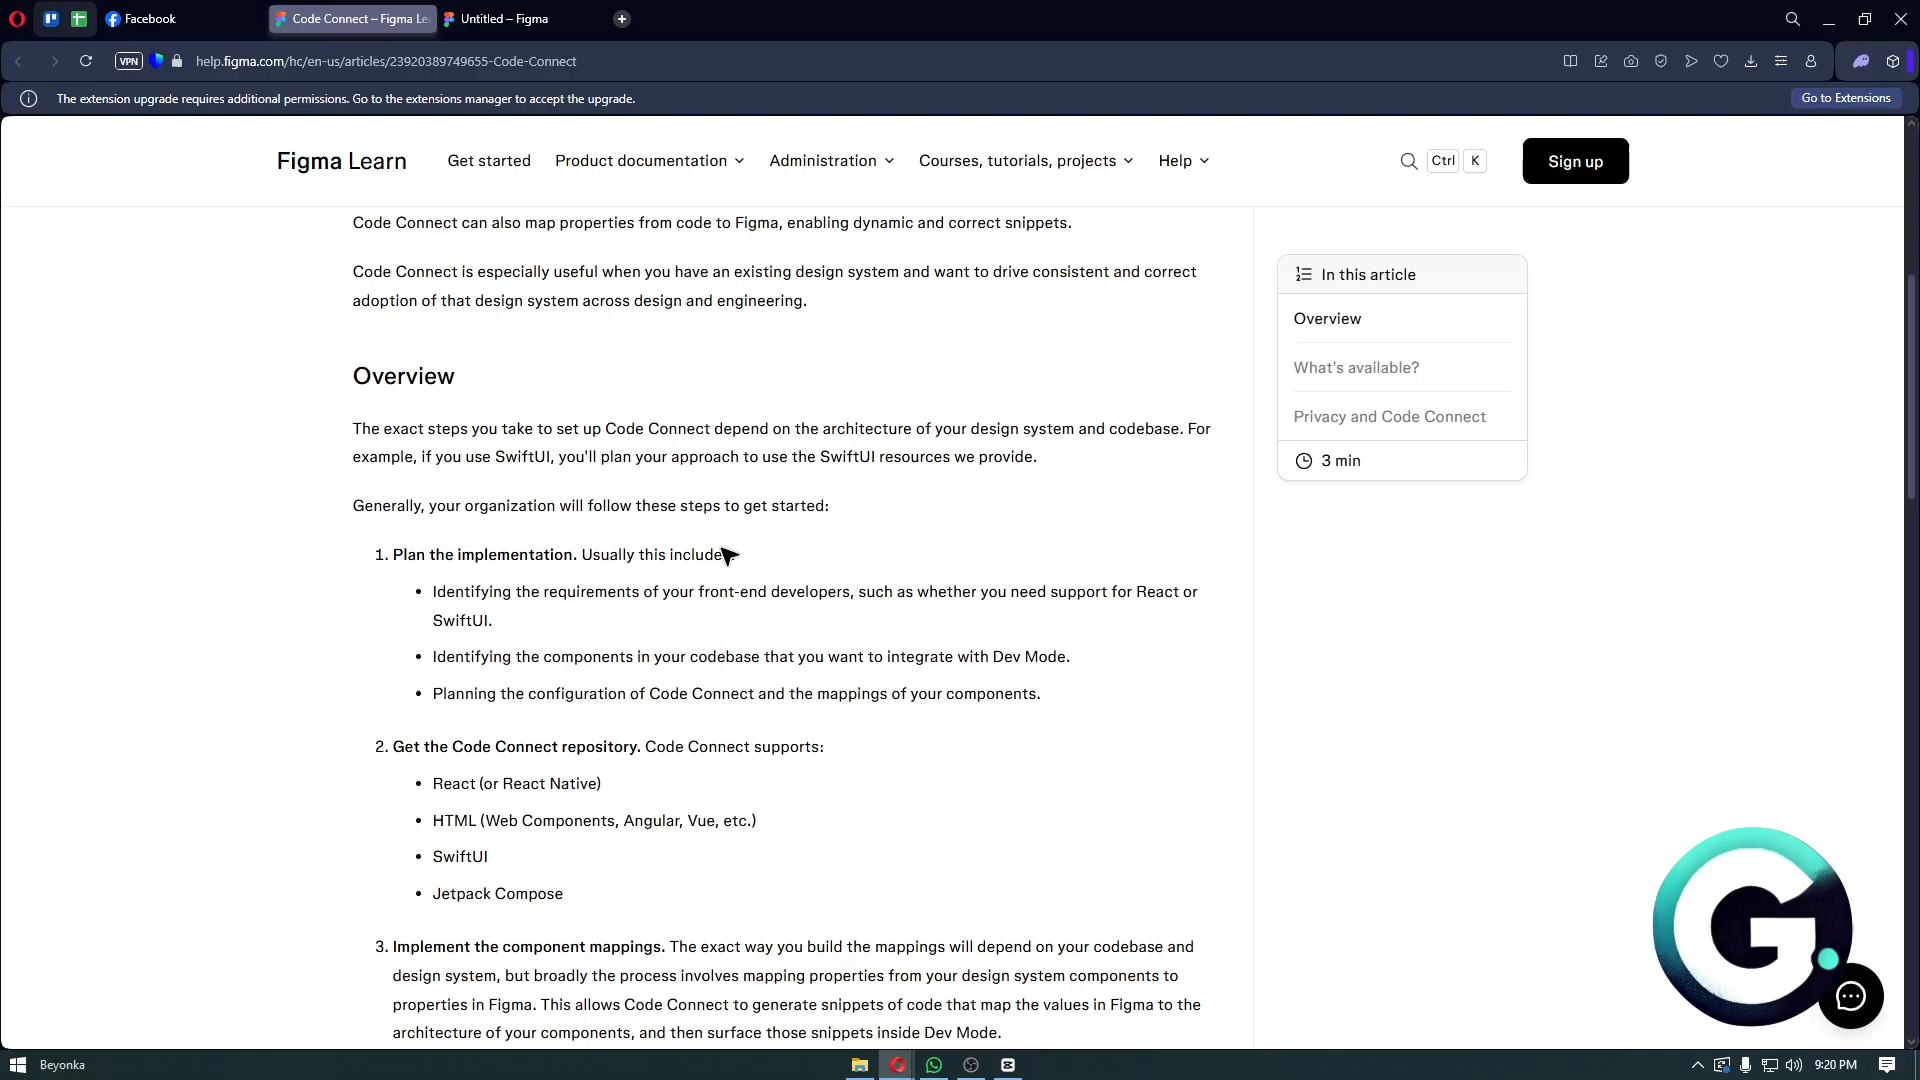 Facebook
Code Connect – Figma Le
Untitled – Figma
VPN
help.figma.com/hc/en-us/articles/23920389749655-Code-Connect
The extension upgrade requires additional permissions. Go to the extensions manager to accept the upgrade.
Go to Extensions
Figma Learn
Get started
Product documentation
Administration
Courses, tutorials, projects
Help
Ctrl
K
Sign up
Code Connect can also map properties from code to Figma, enabling dynamic and correct snippets.
Code Connect is especially useful when you have an existing design system and want to drive consistent and correct
adoption of that design system across design and engineering.
Overview
The exact steps you take to set up Code Connect depend on the architecture of your design system and codebase. For
example, if you use SwiftUI, you'll plan your approach to use the SwiftUI resources we provide.
Generally, your organization will follow these steps to get started:
1. Plan the implementation. Usually this include
• Identifying the requirements of your front-end developers, such as whether you need support for React or
SwiftUI.
• Identifying the components in your codebase that you want to integrate with Dev Mode.
• Planning the configuration of Code Connect and the mappings of your components.
2. Get the Code Connect repository. Code Connect supports:
• React (or React Native)
• HTML (Web Components, Angular, Vue, etc.)
• SwiftUI
• Jetpack Compose
3. Implement the component mappings. The exact way you build the mappings will depend on your codebase and
design system, but broadly the process involves mapping properties from your design system components to
properties in Figma. This allows Code Connect to generate snippets of code that map the values in Figma to the
architecture of your components, and then surface those snippets inside Dev Mode.
In this article
Overview
What's available?
Privacy and Code Connect
3 min
G
Beyonka
9:20 PM